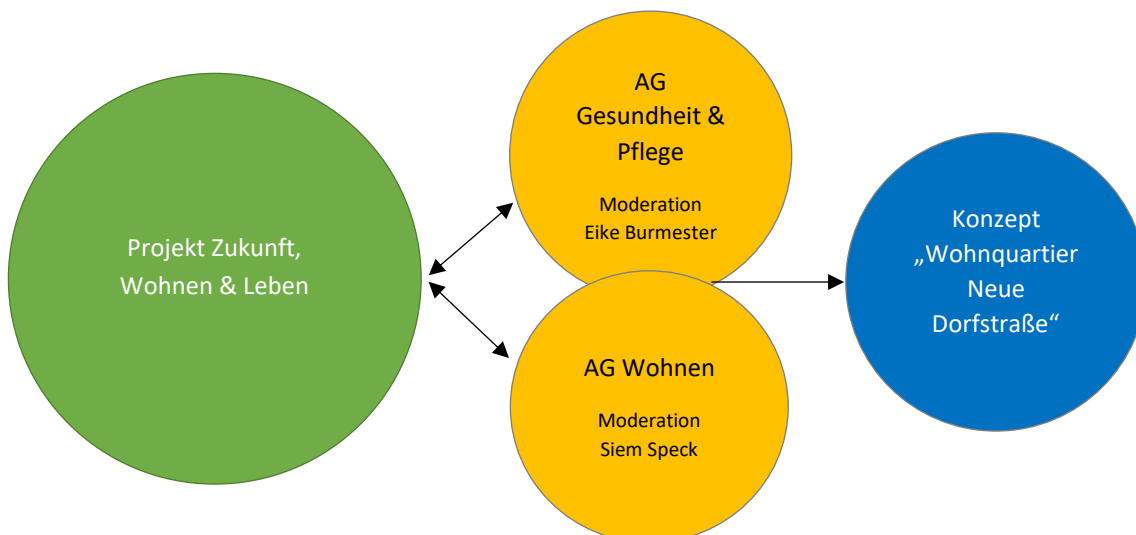 Projekt Zukunft,
Wohnen & Leben
AG
Gesundheit &
Pflege
Moderation
Eike Burmester
AG Wohnen
Moderation
Siem Speck
Konzept
„Wohnquartier
Neue
Dorfstraße“